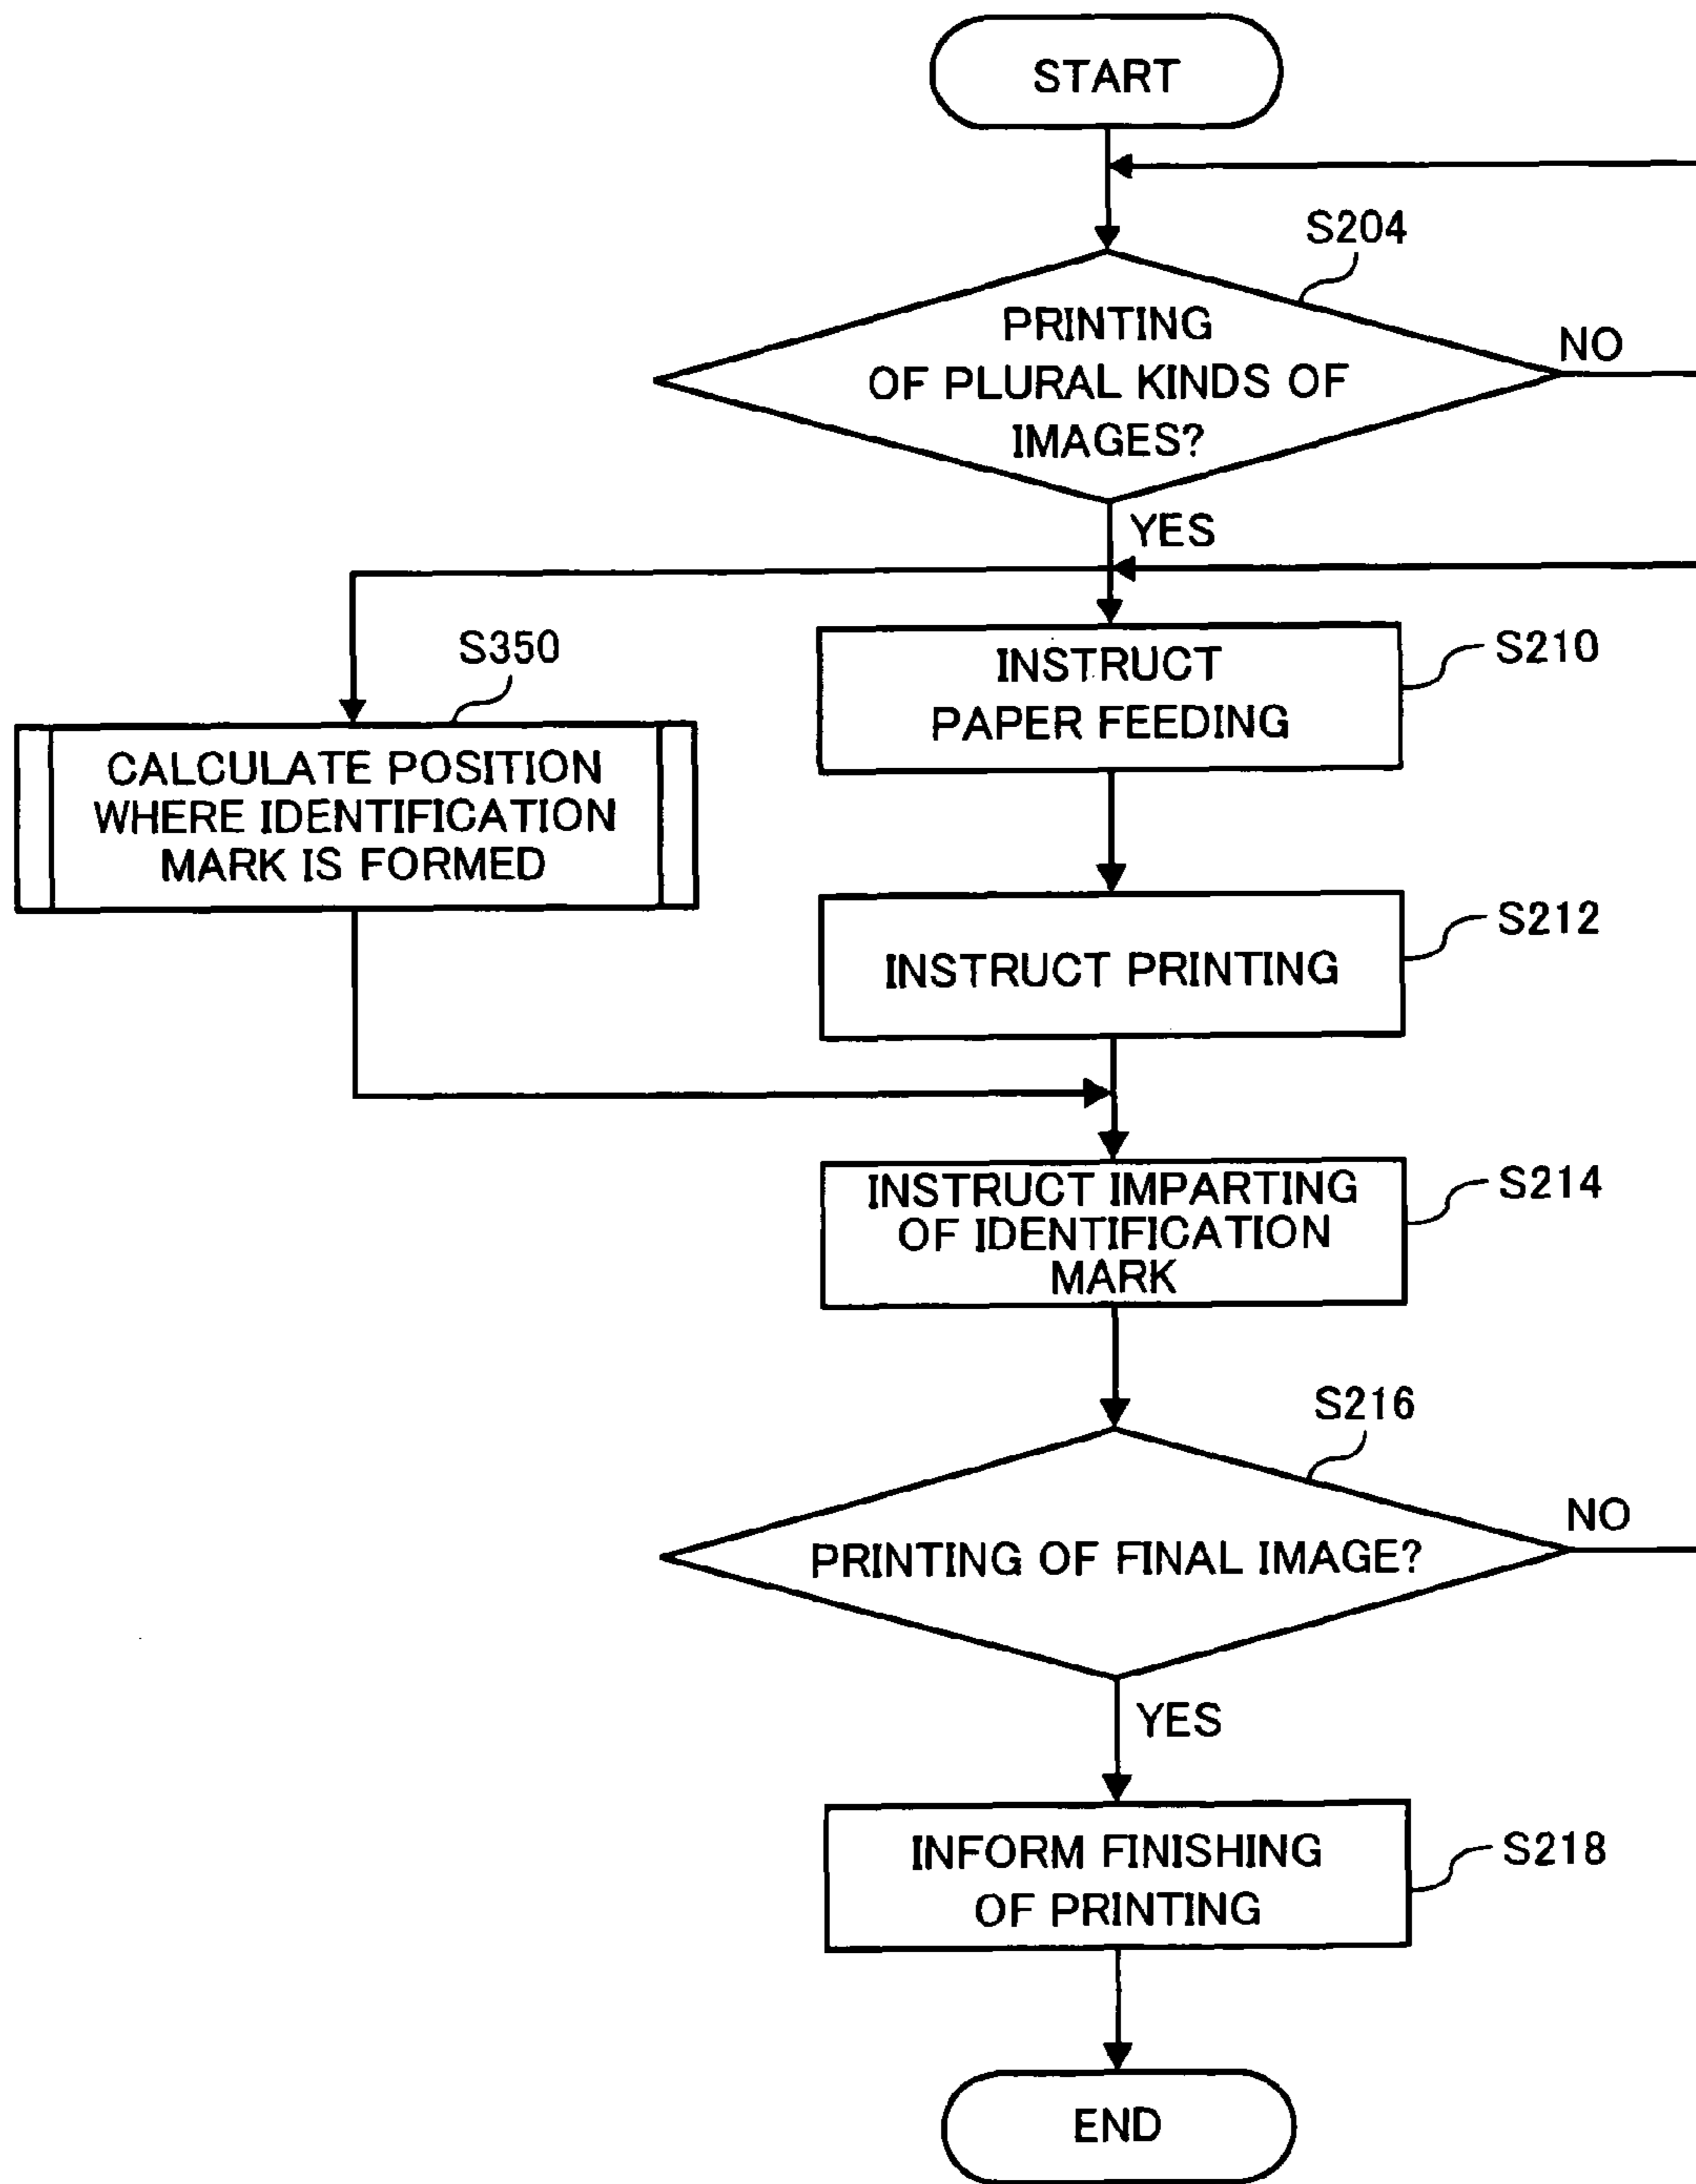 START
S204
PRINTING
OF PLURAL KINDS OF
IMAGES?
NO
YES
S350
CALCULATE POSITION
WHERE IDENTIFICATION
MARK IS FORMED
S210
INSTRUCT
PAPER FEEDING
S212
INSTRUCT PRINTING
S214
INSTRUCT IMPARTING
OF IDENTIFICATION
MARK
S216
PRINTING OF FINAL IMAGE?
NO
YES
S218
INFORM FINISHING
OF PRINTING
END